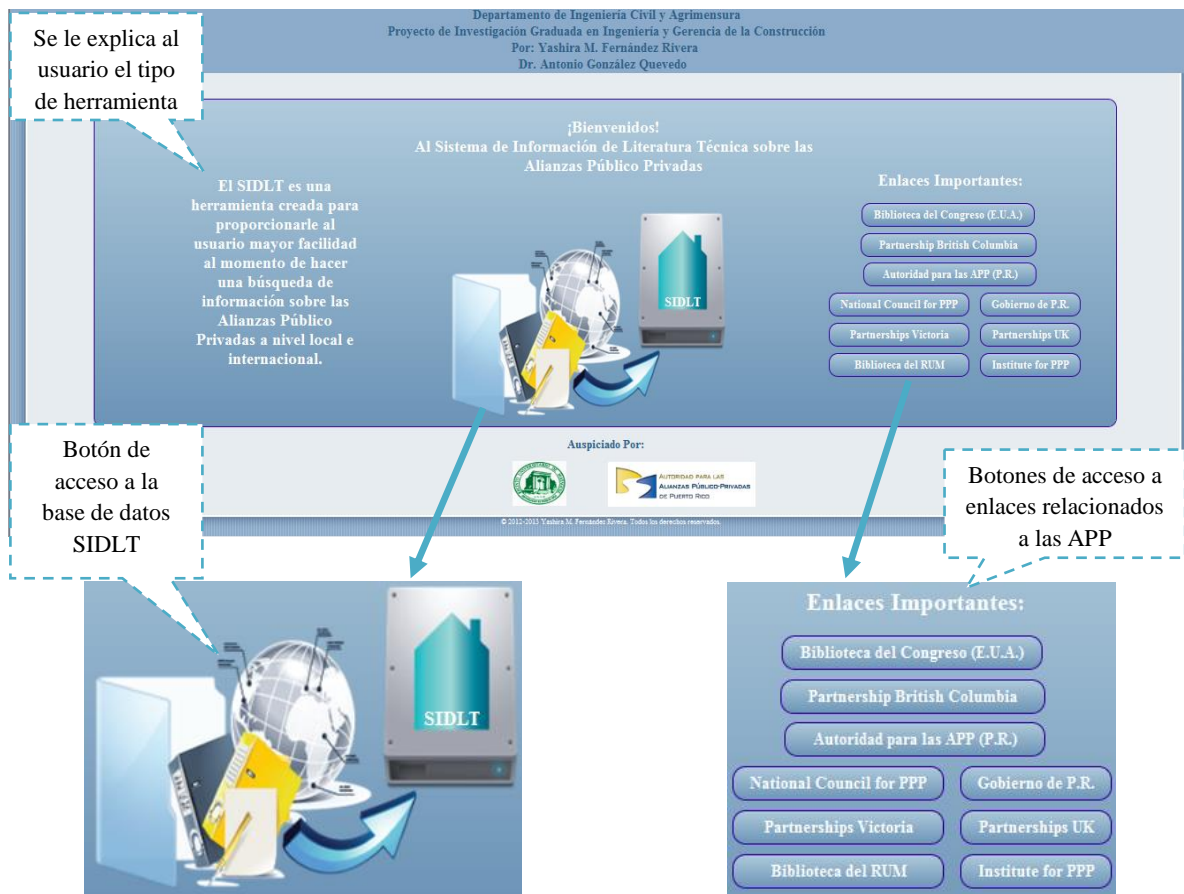 Departamento de Ingeniería Civil y Agrimensura
Proyecto de Investigación Graduada en Ingeniería y Gerencia de la Construcción
Por: Yashira M. Fernández Rivera
Dr. Antonio González Quevedo
Se le explica al
usuario el tipo
de herramienta
¡Bienvenidos!
Al Sistema de Información de Literatura Técnica sobre las
Alianzas Público Privadas
El SIDLT es una
herramienta creada para
proporcionarle al
usuario mayor facilidad
al momento de hacer
una búsqueda de
información sobre las
Alianzas Público
Privadas a nivel local e
internacional.
SIDLT
Enlaces Importantes:
Biblioteca del Congreso (E.U.A.)
Partnership British Columbia
Autoridad para las APP (P.R.)
National Council for PPP
Gobierno de P.R.
Partnerships Victoria
Partnerships UK
Biblioteca del RUM
Institute for PPP
Auspiciado Por:
AUTORIDAD PARA LAS
ALIANZAS PÚBLICO-PRIVADAS
DE PUERTO RICO
© 2012-2013 Yashira M. Fernández Rivera. Todos los derechos reservados.
Botón de
acceso a la
base de datos
SIDLT
Botones de acceso a
enlaces relacionados
a las APP
SIDLT
Enlaces Importantes:
Biblioteca del Congreso (E.U.A.)
Partnership British Columbia
Autoridad para las APP (P.R.)
National Council for PPP
Gobierno de P.R.
Partnerships Victoria
Partnerships UK
Biblioteca del RUM
Institute for PPP